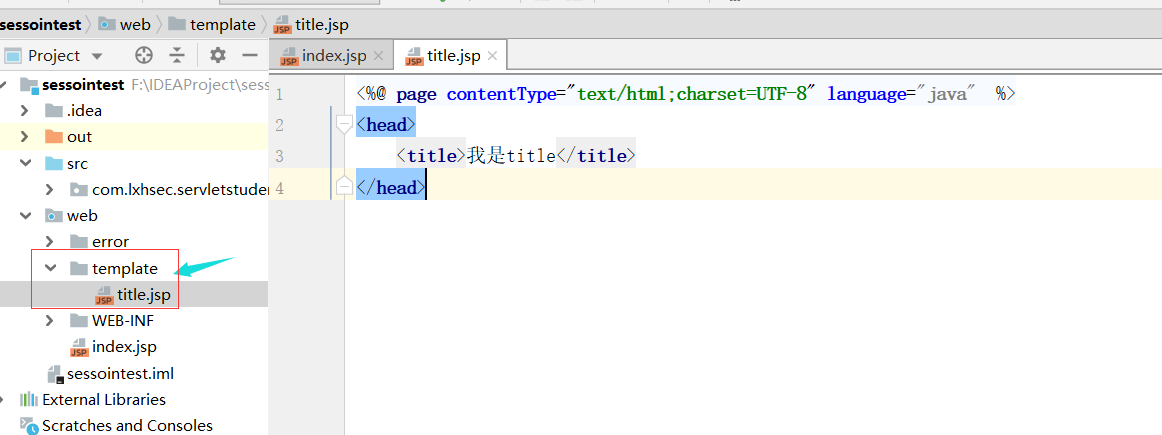 sessointest web template title.jsp
Project
index.jsp title.jsp
sessointest F:\IDEAProject\sess
.idea
out
src
com.lxhsec.servletstuder
web
error
template
title.jsp
WEB-INF
index.jsp
sessointest.iml
External Libraries
Scratches and Consoles
1 <%@ page contentType="text/html;charset=UTF-8" language="java" %>
2 <head>
3 <title>我是title</title>
4 </head>